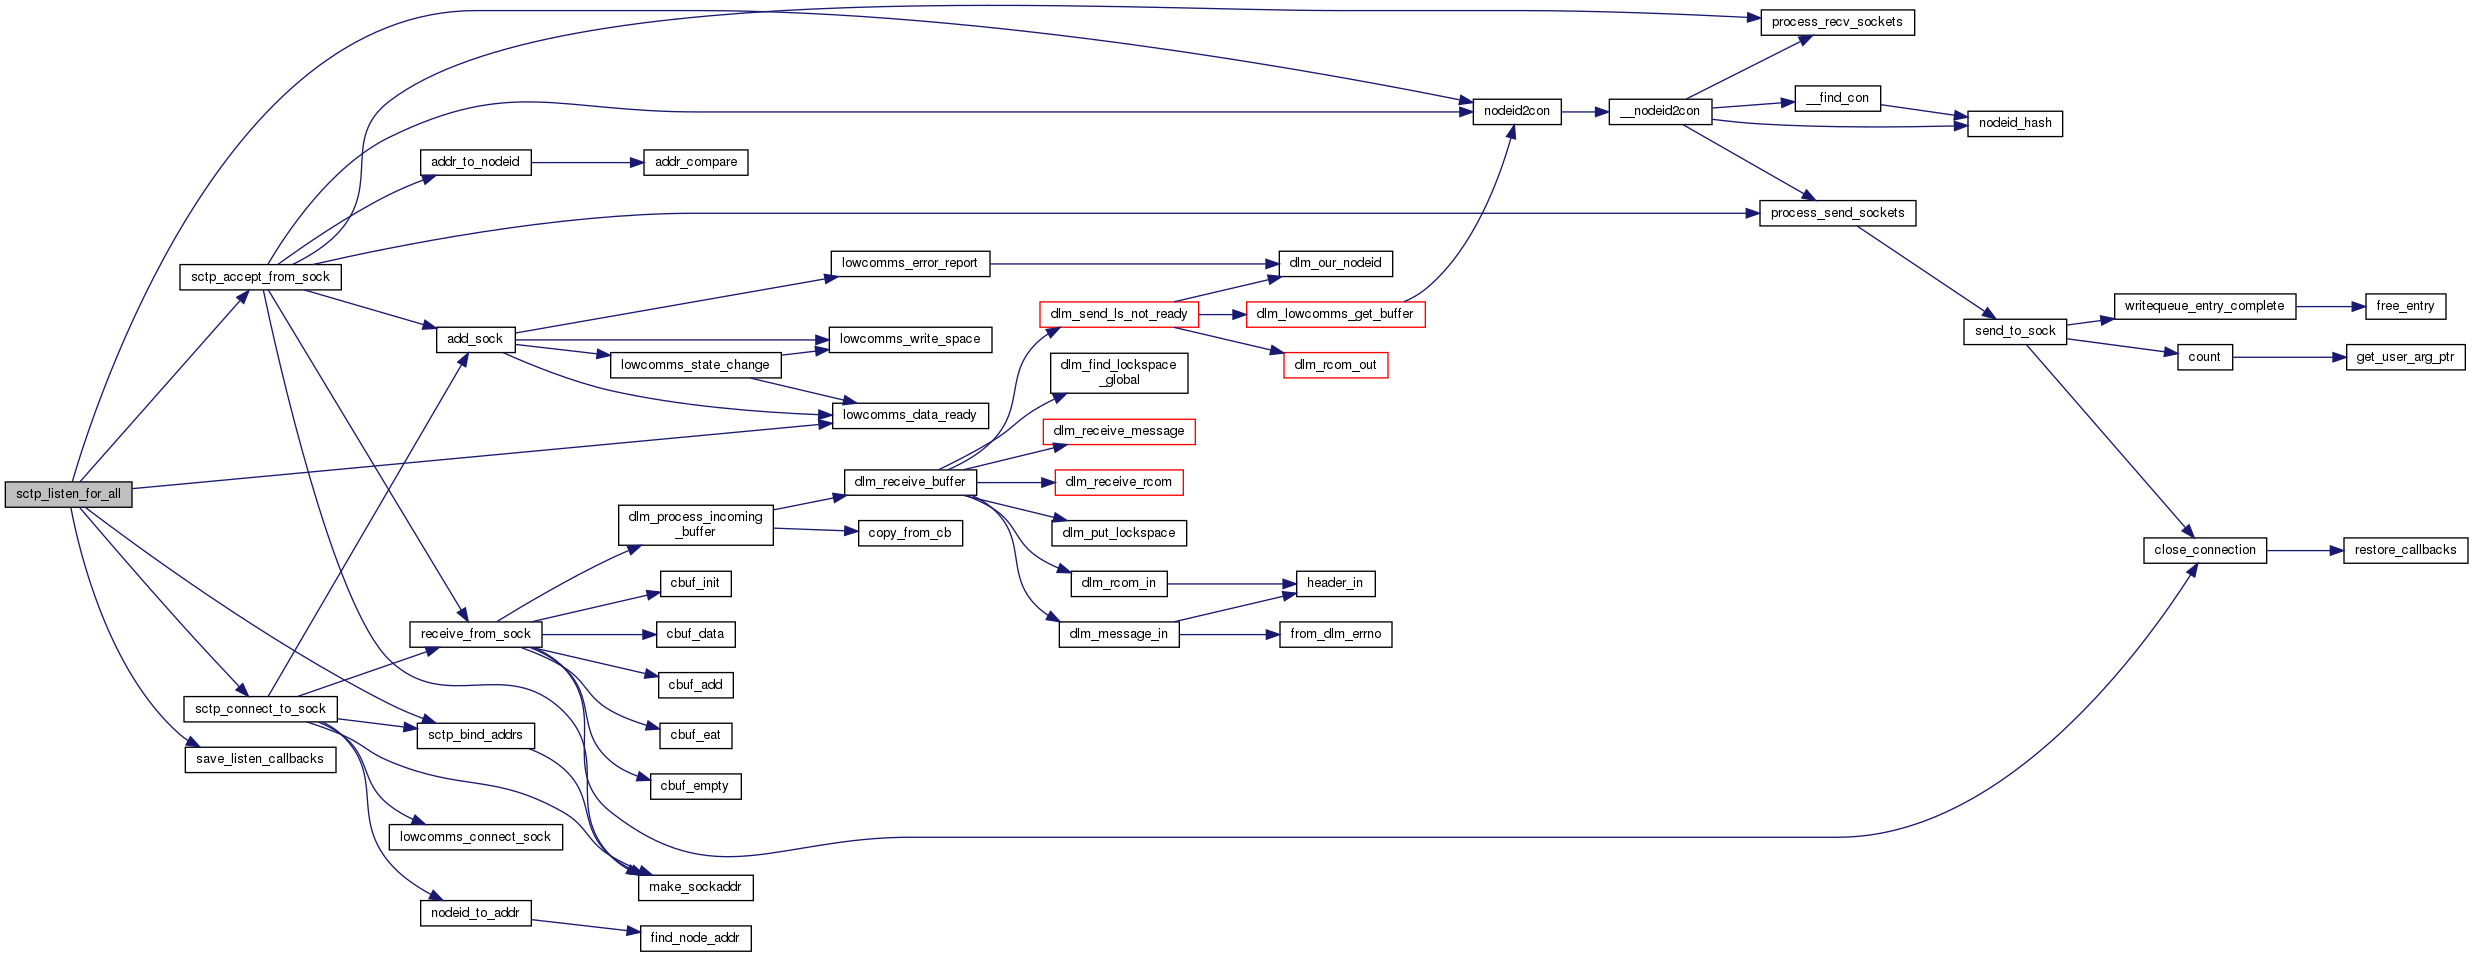 process_recv_sockets
__find_con
nodeid2con
__nodeid2con
nodeid_hash
addr_to_nodeid
addr_compare
process_send_sockets
lowcomms_error_report
dlm_our_nodeid
sctp_accept_from_sock
writequeue_entry_complete
free_entry
dlm_send_ls_not_ready
dlm_lowcomms_get_buffer
send_to_sock
add_sock
lowcomms_write_space
lowcomms_state_change
dlm_find_lockspace
_global
dlm_rcom_out
count
get_user_arg_ptr
lowcomms_data_ready
dlm_receive_message
sctp_listen_for_all
dlm_receive_buffer
dlm_receive_rcom
dlm_process_incoming
_buffer
copy_from_cb
dlm_put_lockspace
close_connection
restore_callbacks
cbuf_init
dlm_rcom_in
header_in
receive_from_sock
cbuf_data
dlm_message_in
from_dlm_errno
cbuf_add
sctp_connect_to_sock
sctp_bind_addrs
cbuf_eat
save_listen_callbacks
cbuf_empty
lowcomms_connect_sock
make_sockaddr
nodeid_to_addr
find_node_addr